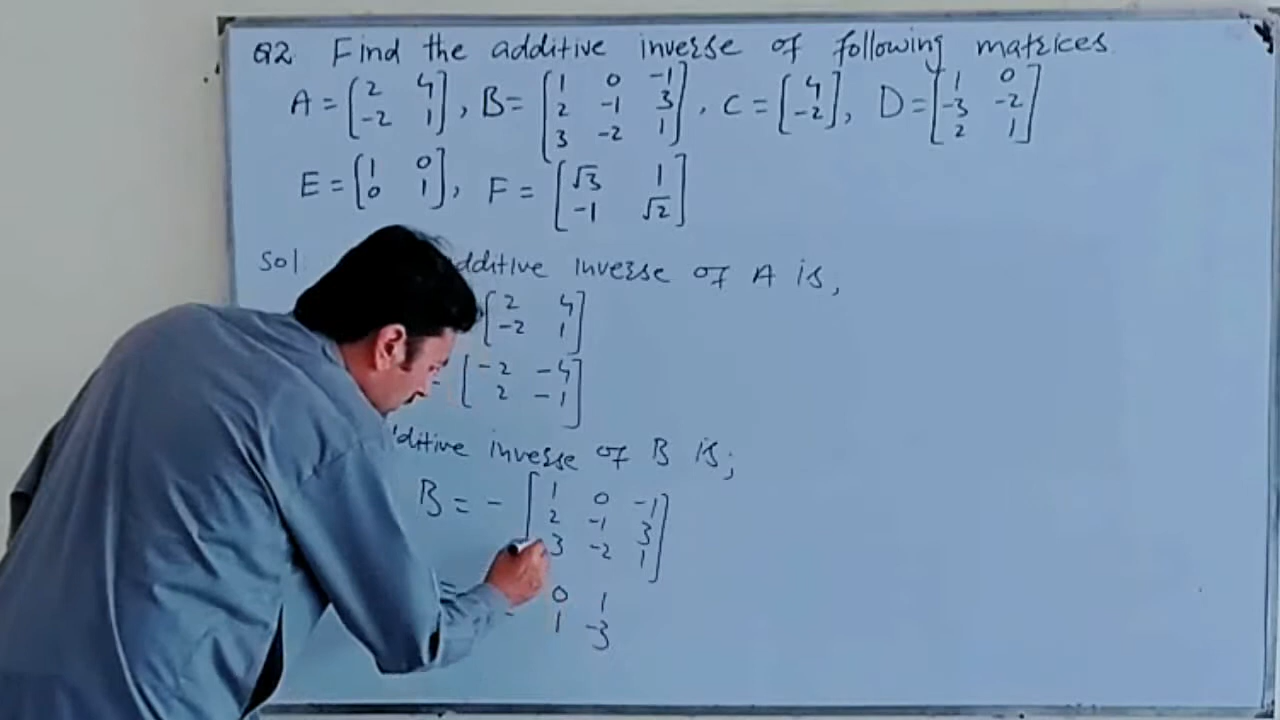 Q2 Find the additive inverse of following matrices.
A = [2 4; -2 1], B = [1 0 -1; 2 -1 3; 3 -2 1], C = [4; -2], D = [1 0; -3 -2; 2 1]
E = [1 0; 0 1], F = [√3 1; -1 √2]
Sol dditive inverse of A is,
[2 4; -2 1]
= [-2 -4; 2 -1]
dditive inverse of B is;
B = - [1 0 -1; 2 -1 3; 3 -2 1]
= 0 1
- 1 -3